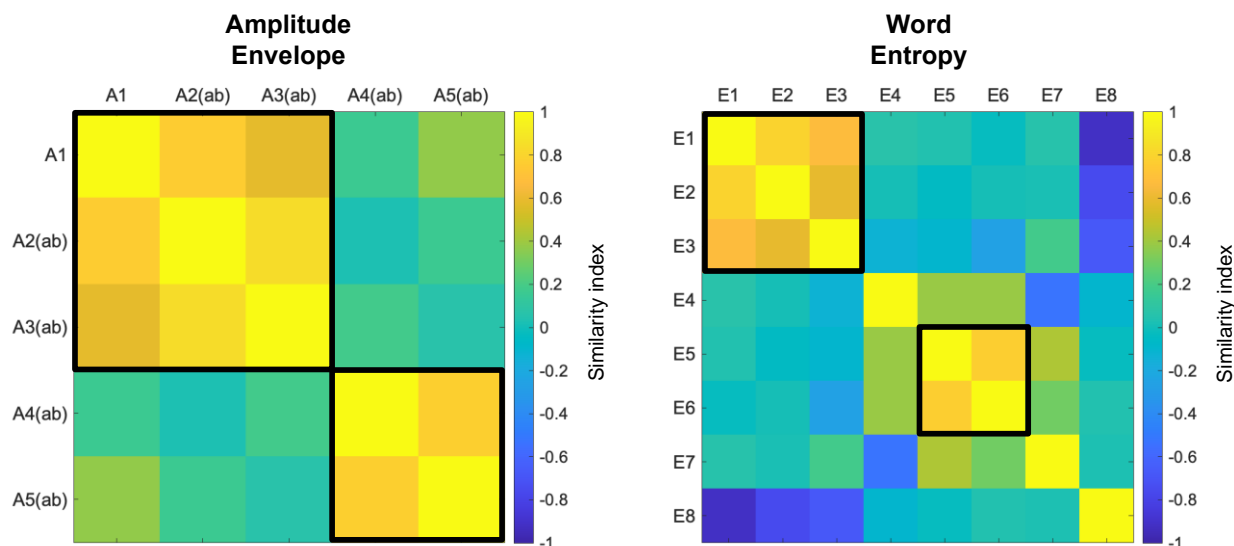 Amplitude
Envelope
A1 A2(ab) A3(ab) A4(ab) A5(ab)
A1
A2(ab)
A3(ab)
A4(ab)
A5(ab)
1
0.8
0.6
0.4
0.2
0
-0.2
-0.4
-0.6
-0.8
-1
Similarity index
Word
Entropy
E1 E2 E3 E4 E5 E6 E7 E8
E1
E2
E3
E4
E5
E6
E7
E8
1
0.8
0.6
0.4
0.2
0
-0.2
-0.4
-0.6
-0.8
-1
Similarity index